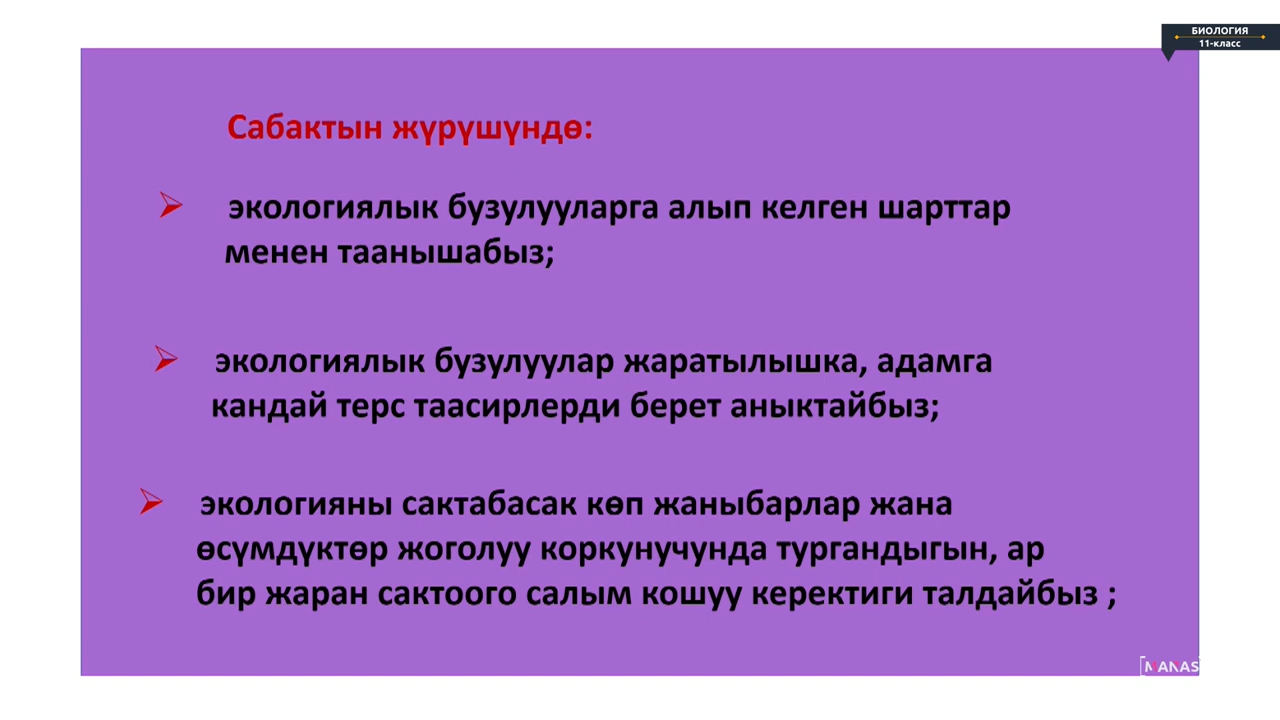 БИОЛОГИЯ
11-класс
Сабактын жүрүшүндө:
экологиялык бузулууларга алып келген шарттар
менен таанышабыз;
экологиялык бузулуулар жаратылышка, адамга
кандай терс таасирлерди берет аныктайбыз;
экологияны сактабасак көп жаныбарлар жана
өсүмдүктөр жоголуу коркунучунда тургандыгын, ар
бир жаран сактоого салым кошуу керектиги талдайбыз ;
MANAS